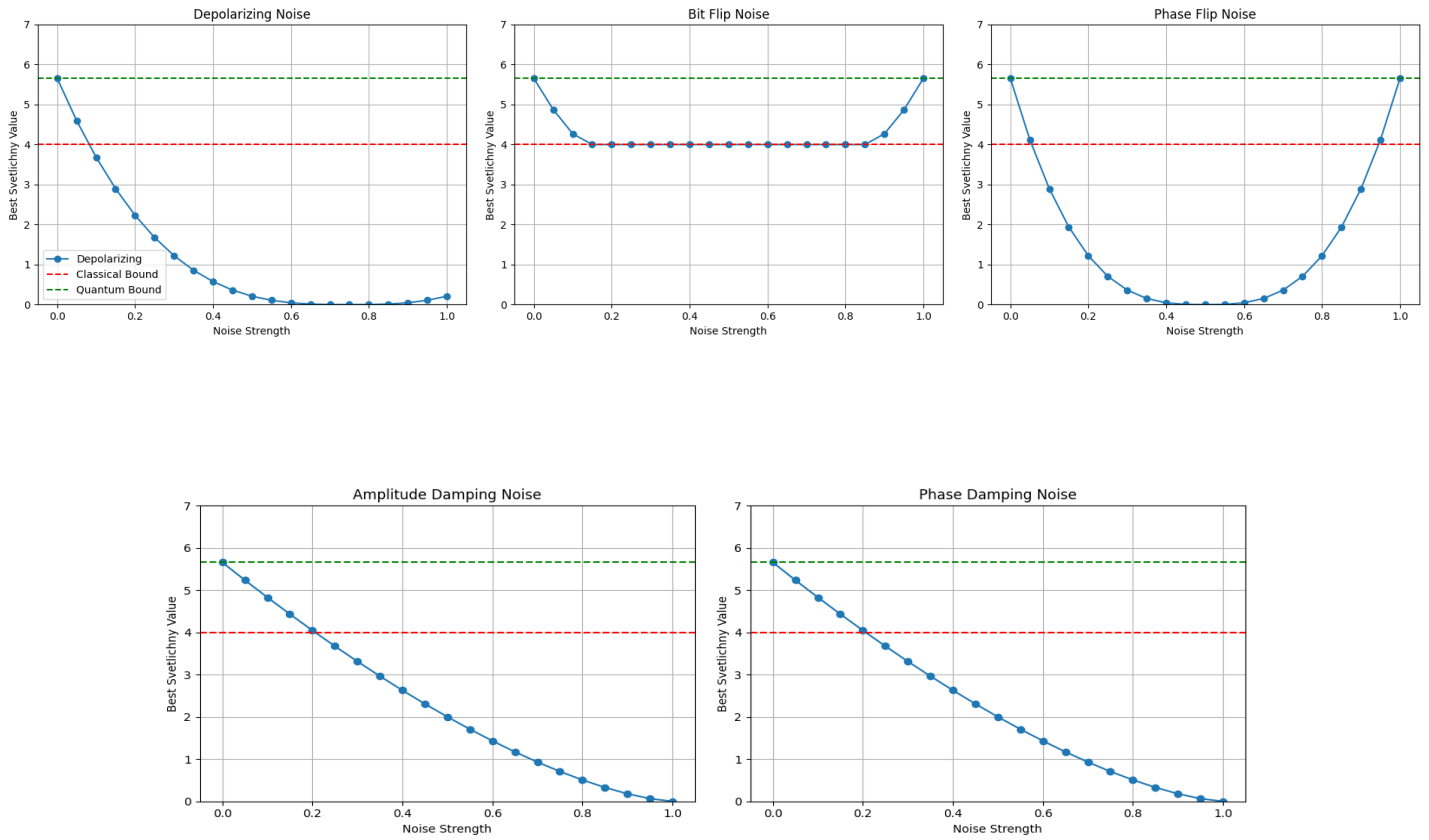 Depolarizing Noise
7
6
5
4
3
2
1
0
Best Svetlichny Value
Depolarizing
Classical Bound
Quantum Bound
0.0 0.2 0.4 0.6 0.8 1.0
Noise Strength
Bit Flip Noise
7
6
5
4
3
2
1
0
Best Svetlichny Value
0.0 0.2 0.4 0.6 0.8 1.0
Noise Strength
Phase Flip Noise
7
6
5
4
3
2
1
0
Best Svetlichny Value
0.0 0.2 0.4 0.6 0.8 1.0
Noise Strength
Amplitude Damping Noise
7
6
5
4
3
2
1
0
Best Svetlichny Value
0.0 0.2 0.4 0.6 0.8 1.0
Noise Strength
Phase Damping Noise
7
6
5
4
3
2
1
0
Best Svetlichny Value
0.0 0.2 0.4 0.6 0.8 1.0
Noise Strength